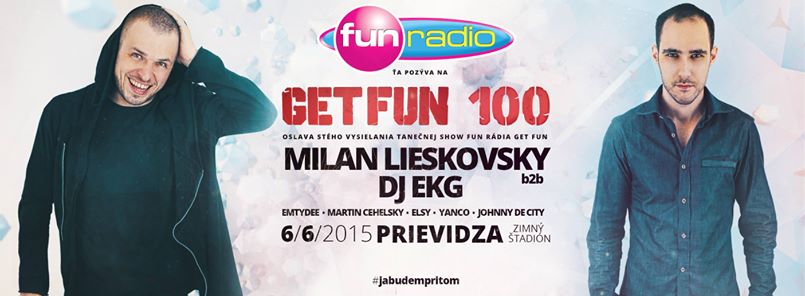 fun radio
ŤA POZÝVA NA
GET FUN 100
OSLAVA STÉHO VYSIELANIA TANEČNEJ SHOW FUN RÁDIA GET FUN
MILAN LIESKOVSKY
b2b
DJ EKG
EMTYDEE • MARTIN CEHELSKY • ELSY • YANCO • JOHNNY DE CITY
6/6/2015 PRIEVIDZA ZIMNÝ
ŠTADIÓN
#jabudempritom